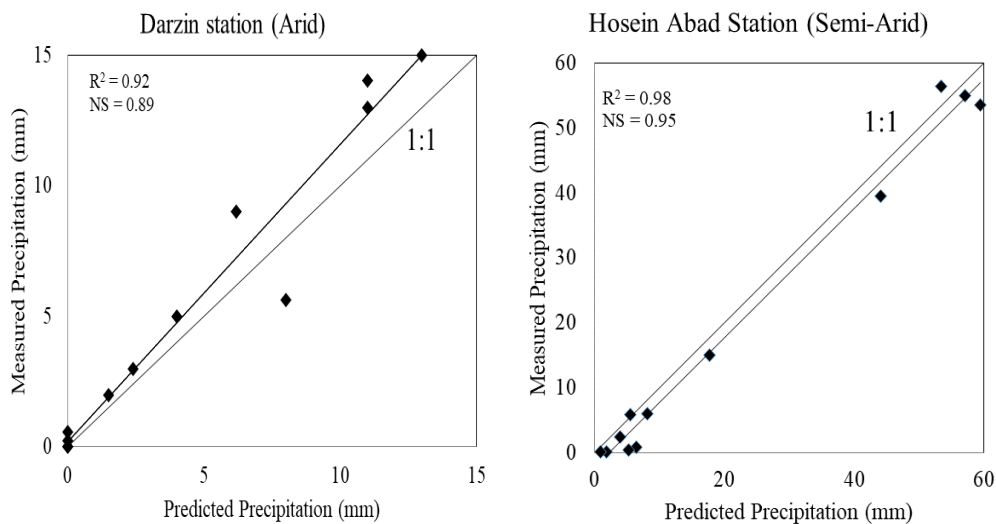 Darzin station (Arid)
R² = 0.92
NS = 0.89
1:1
Measured Precipitation (mm)
15
10
5
0
0 5 10 15
Predicted Precipitation (mm)
Hosein Abad Station (Semi-Arid)
R² = 0.98
NS = 0.95
1:1
Measured Precipitation (mm)
60
50
40
30
20
10
0
0 20 40 60
Predicted Precipitation (mm)